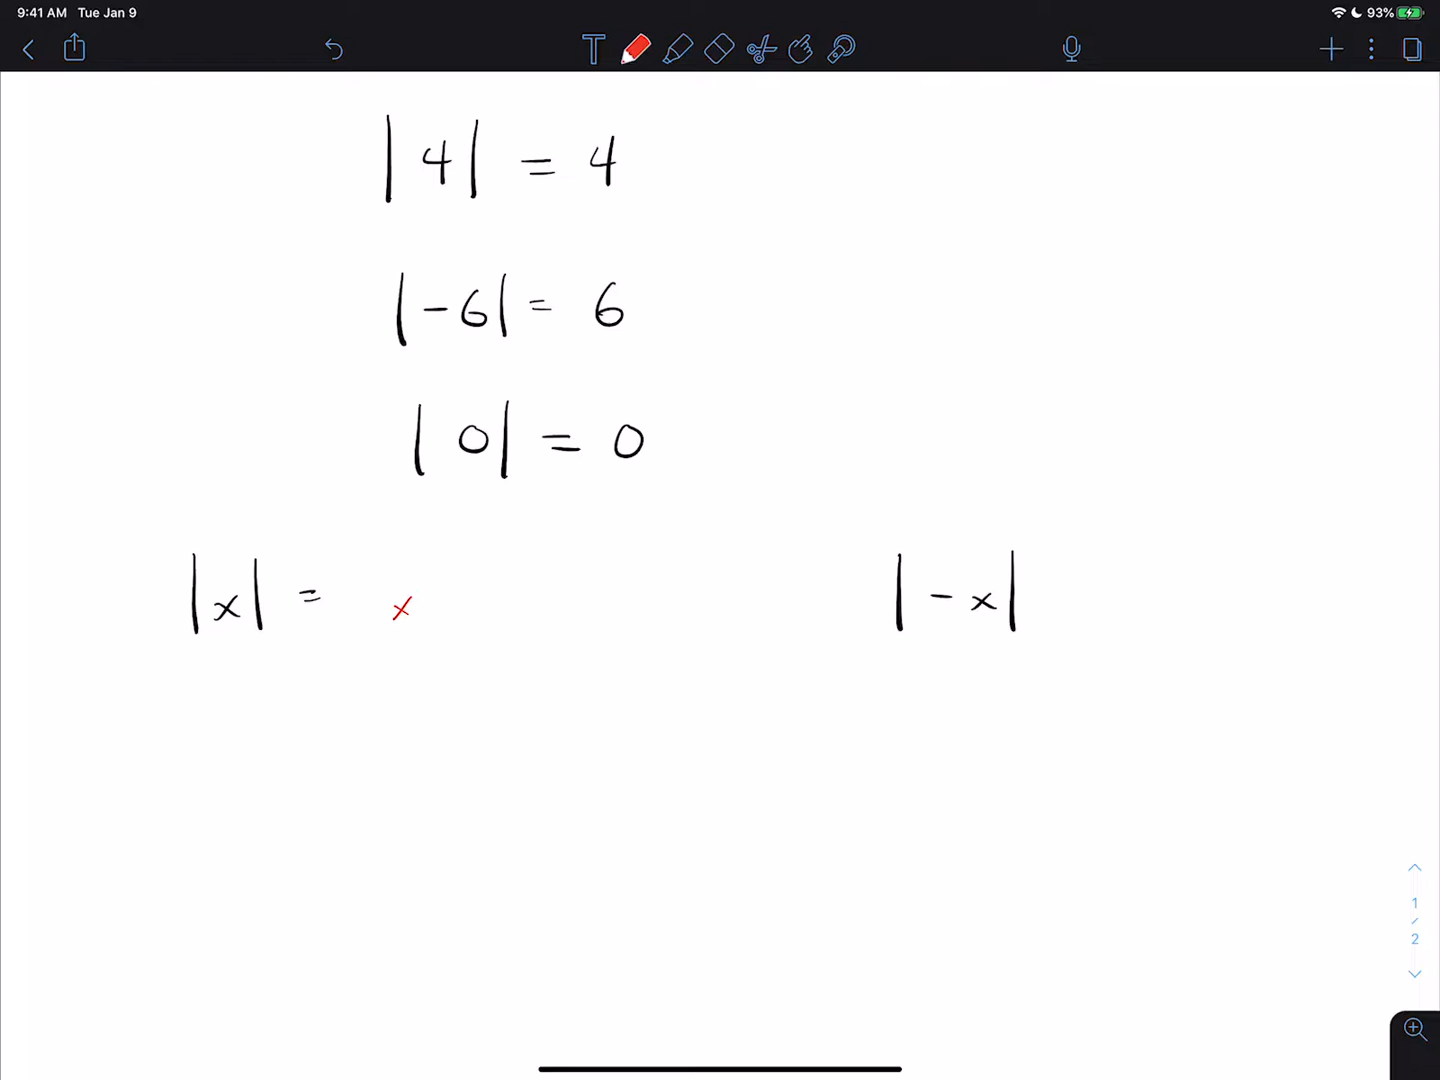 9:41 AM Tue Jan 9 93%
T
|4| = 4
|-6| = 6
|0| = 0
|x| = x |-x|
1
/
2